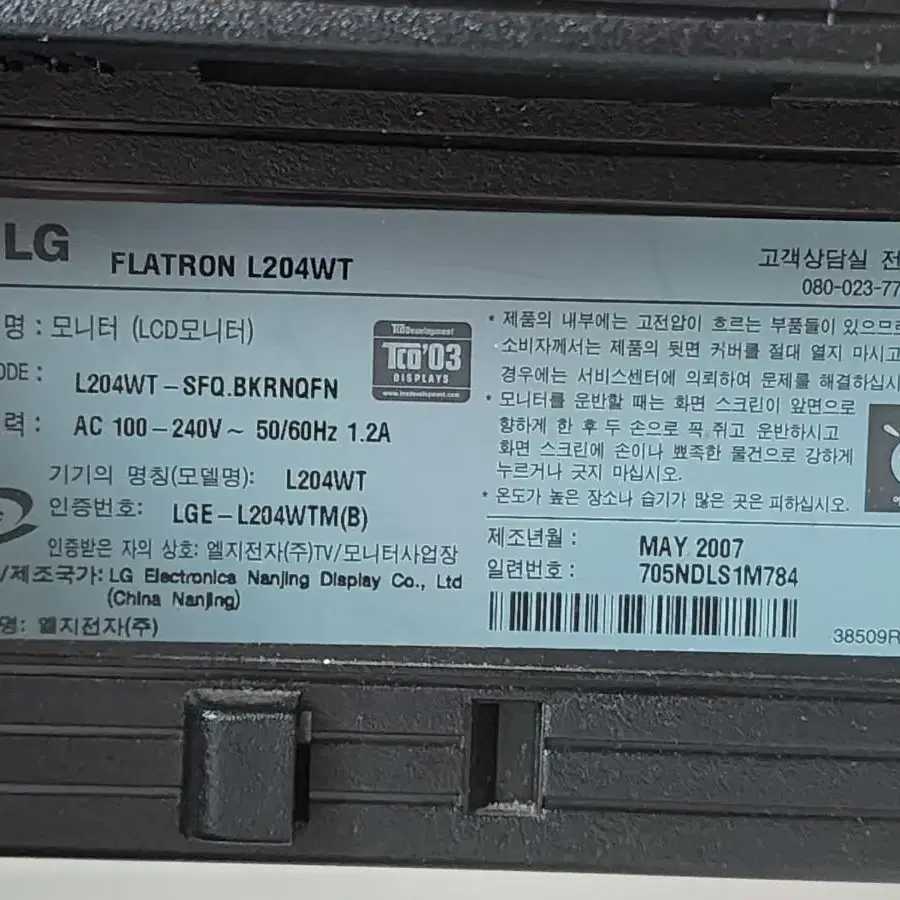 LG
FLATRON L204WT
고객상담실
080-023-77
명 : 모니터 (LCD모니터)
ODE : L204WT-SFQ.BKRNQFN
력 : AC 100-240V~ 50/60Hz 1.2A
기기의 명칭(모델명): L204WT
인증번호: LGE-L204WTM(B)
인증받은 자의 상호: 엘지전자(주)TV/모니터사업장
/제조국가: LG Electronics Nanjing Display Co., Ltd
(China Nanjing)
명: 엘지전자(주)
TCO Development
TCO'03
DISPLAYS
www.tcodevelopment.com
* 제품의 내부에는 고전압이 흐르는 부품들이 있으므로
소비자께서는 제품의 뒷면 커버를 절대 열지 마시고
경우에는 서비스센터에 의뢰하여 문제를 해결하십시
* 모니터를 운반할 때는 화면 스크린이 앞면으로
향하게 한 후 두 손으로 꼭 쥐고 운반하시고
화면 스크린에 손이나 뾰족한 물건으로 강하게
누르거나 긋지 마십시오.
* 온도가 높은 장소나 습기가 많은 곳은 피하십시오.
제조년월 : MAY 2007
일련번호 : 705NDLS1M784
38509R